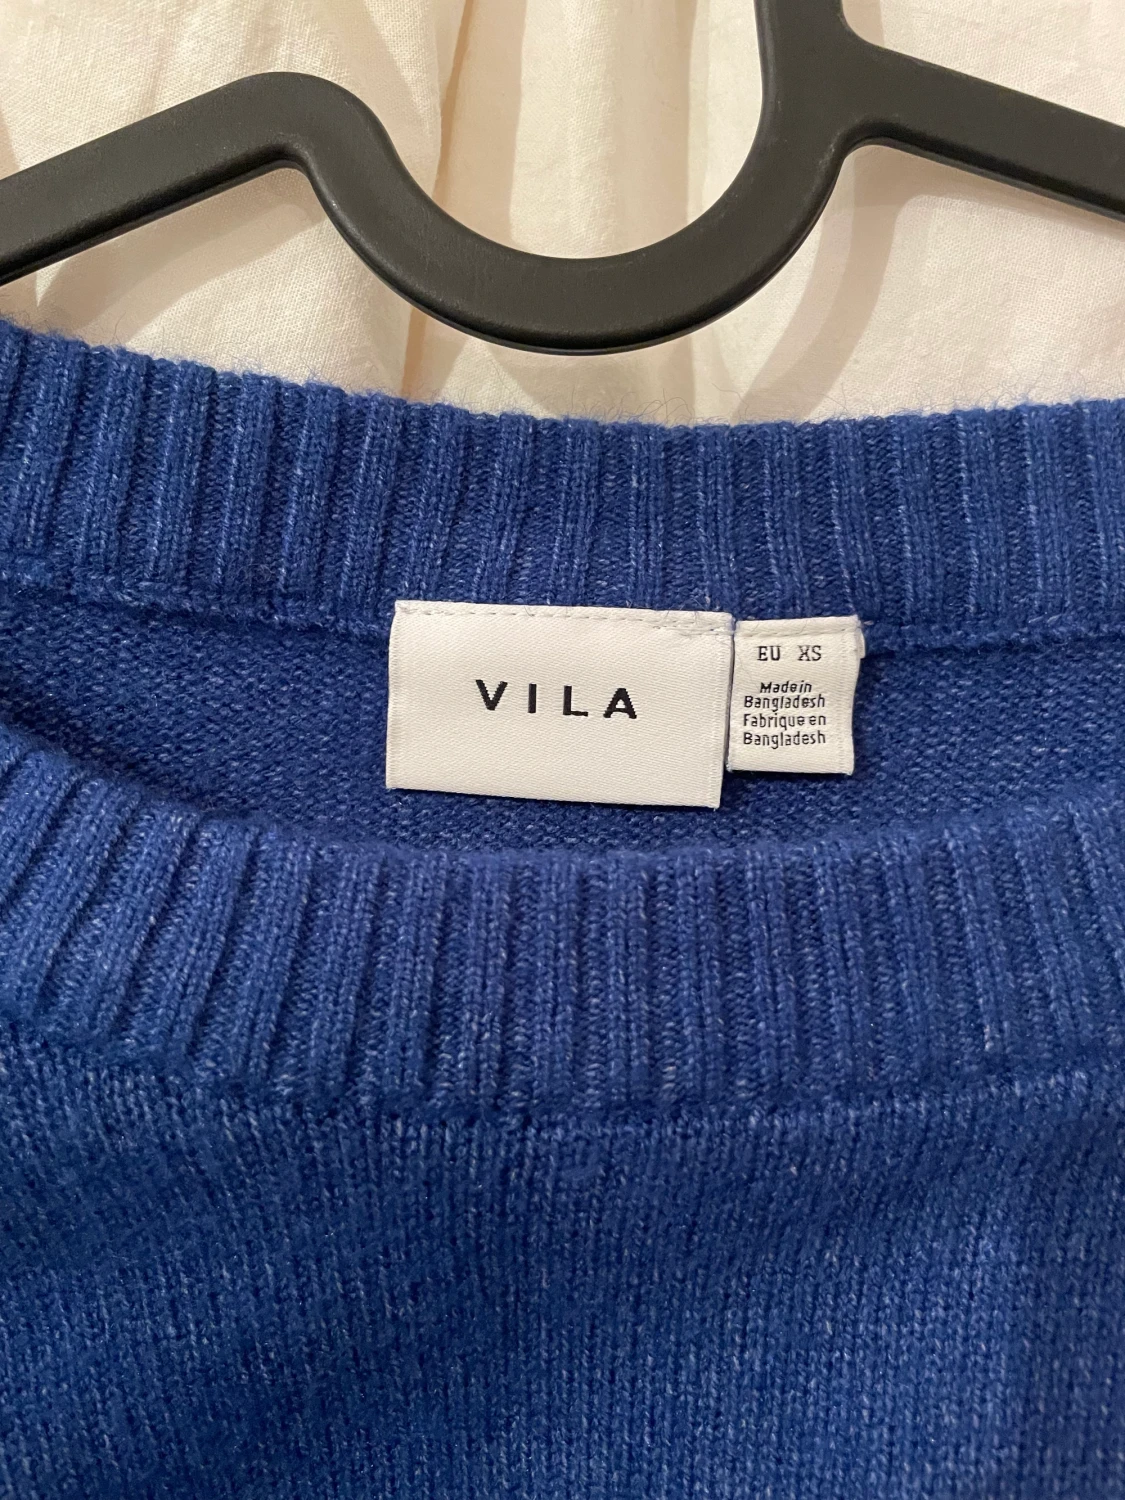 VILA
EU XS
Made in
Bangladesh
Fabrique en
Bangladesh